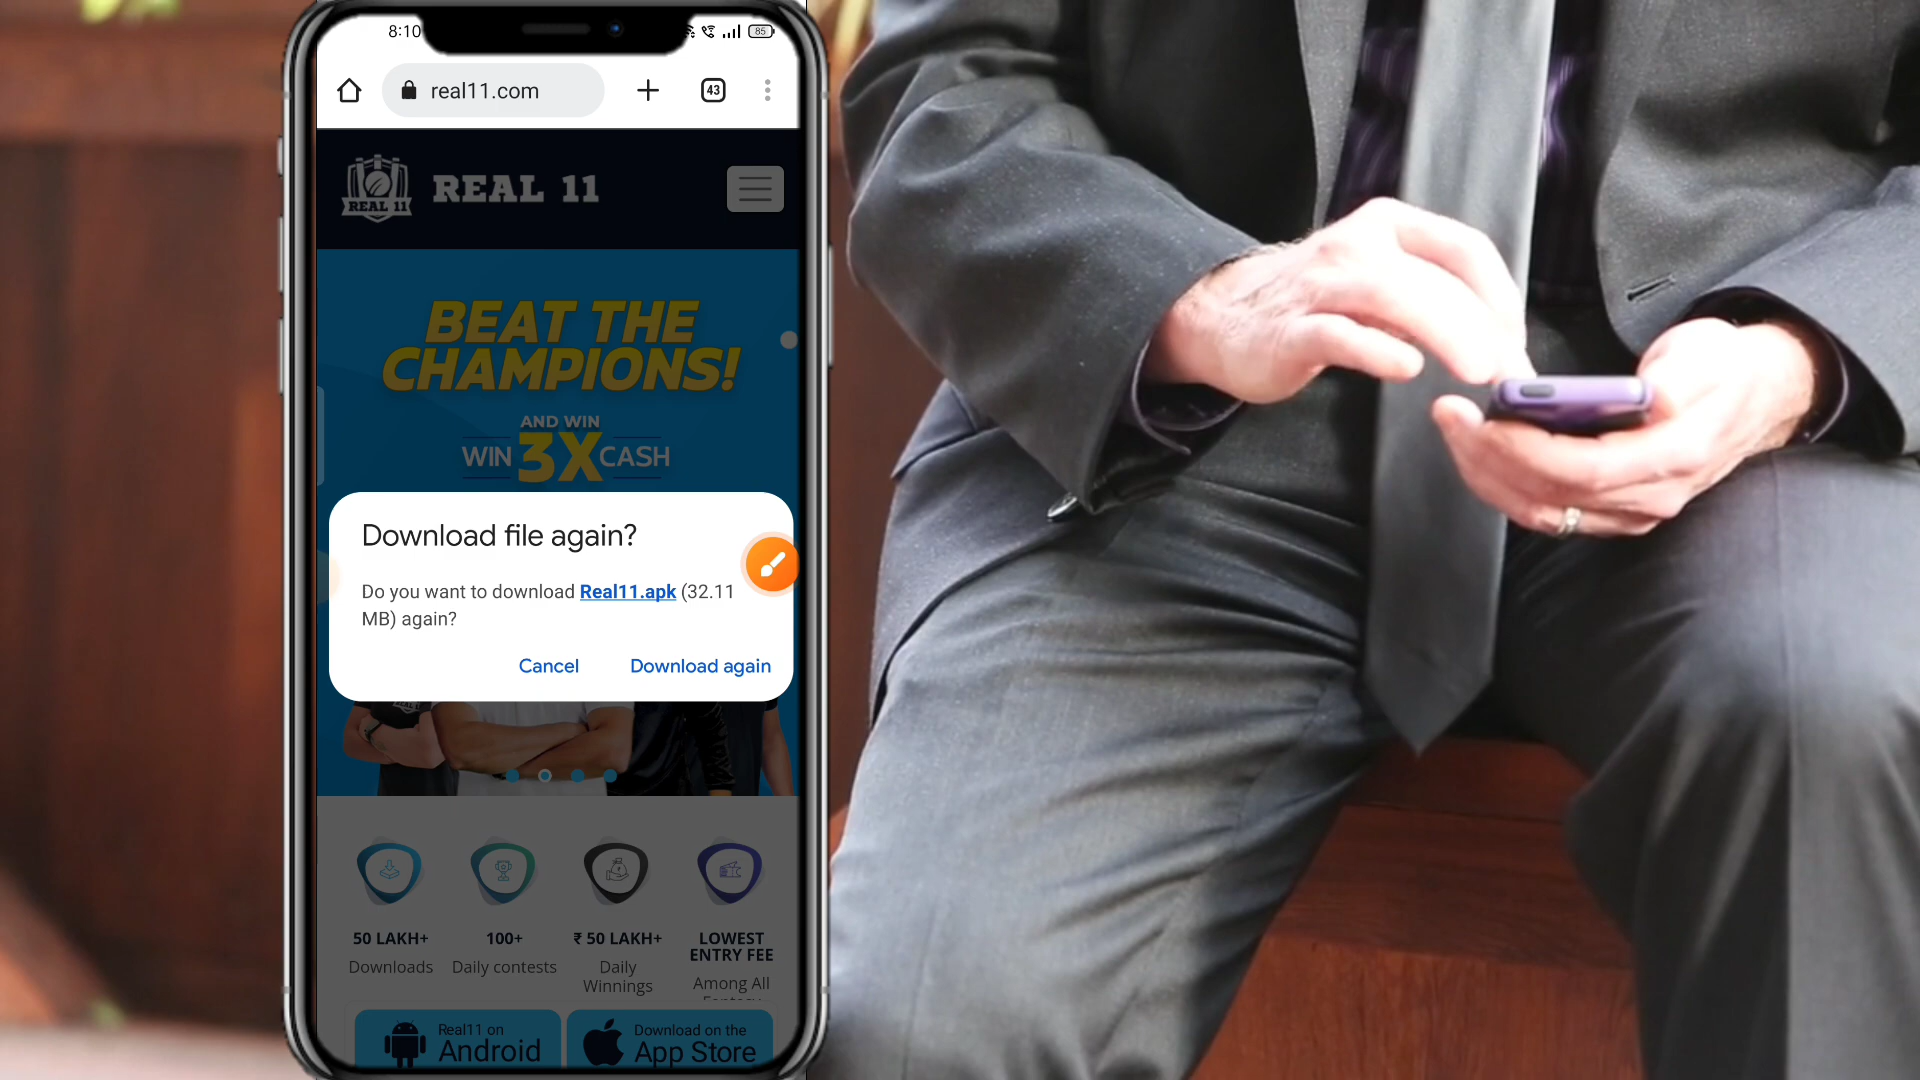 8:10
85
real11.com
43
REAL 11
REAL 11
BEAT THE
CHAMPIONS!
AND WIN
WIN 3X CASH
Download file again?
Do you want to download Real11.apk (32.11
MB) again?
Cancel Download again
50 LAKH+
Downloads
100+
Daily contests
₹ 50 LAKH+
Daily
Winnings
LOWEST
ENTRY FEE
Among All
Real11 on
Android
Download on the
App Store